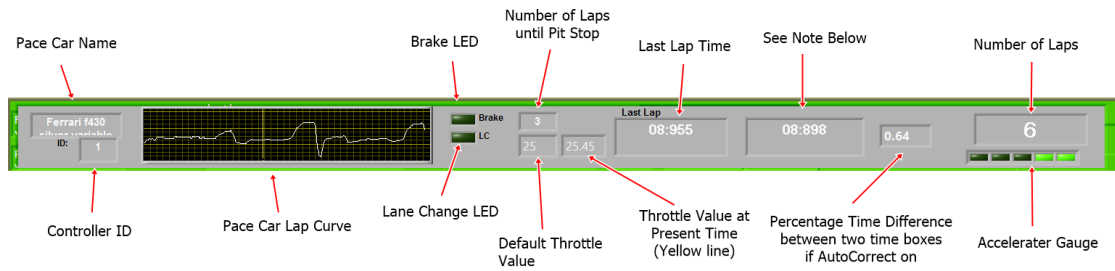 Number of Laps
until Pit Stop
Pace Car Name
Brake LED
Last Lap Time
See Note Below
Number of Laps
Ferrari f430
silver variable
ID:
1
Brake
LC
3
25
25.45
Last Lap
08:955
08:898
0.64
6
Controller ID
Pace Car Lap Curve
Lane Change LED
Default Throttle
Value
Throttle Value at
Present Time
(Yellow line)
Percentage Time Difference
between two time boxes
if AutoCorrect on
Accelerater Gauge